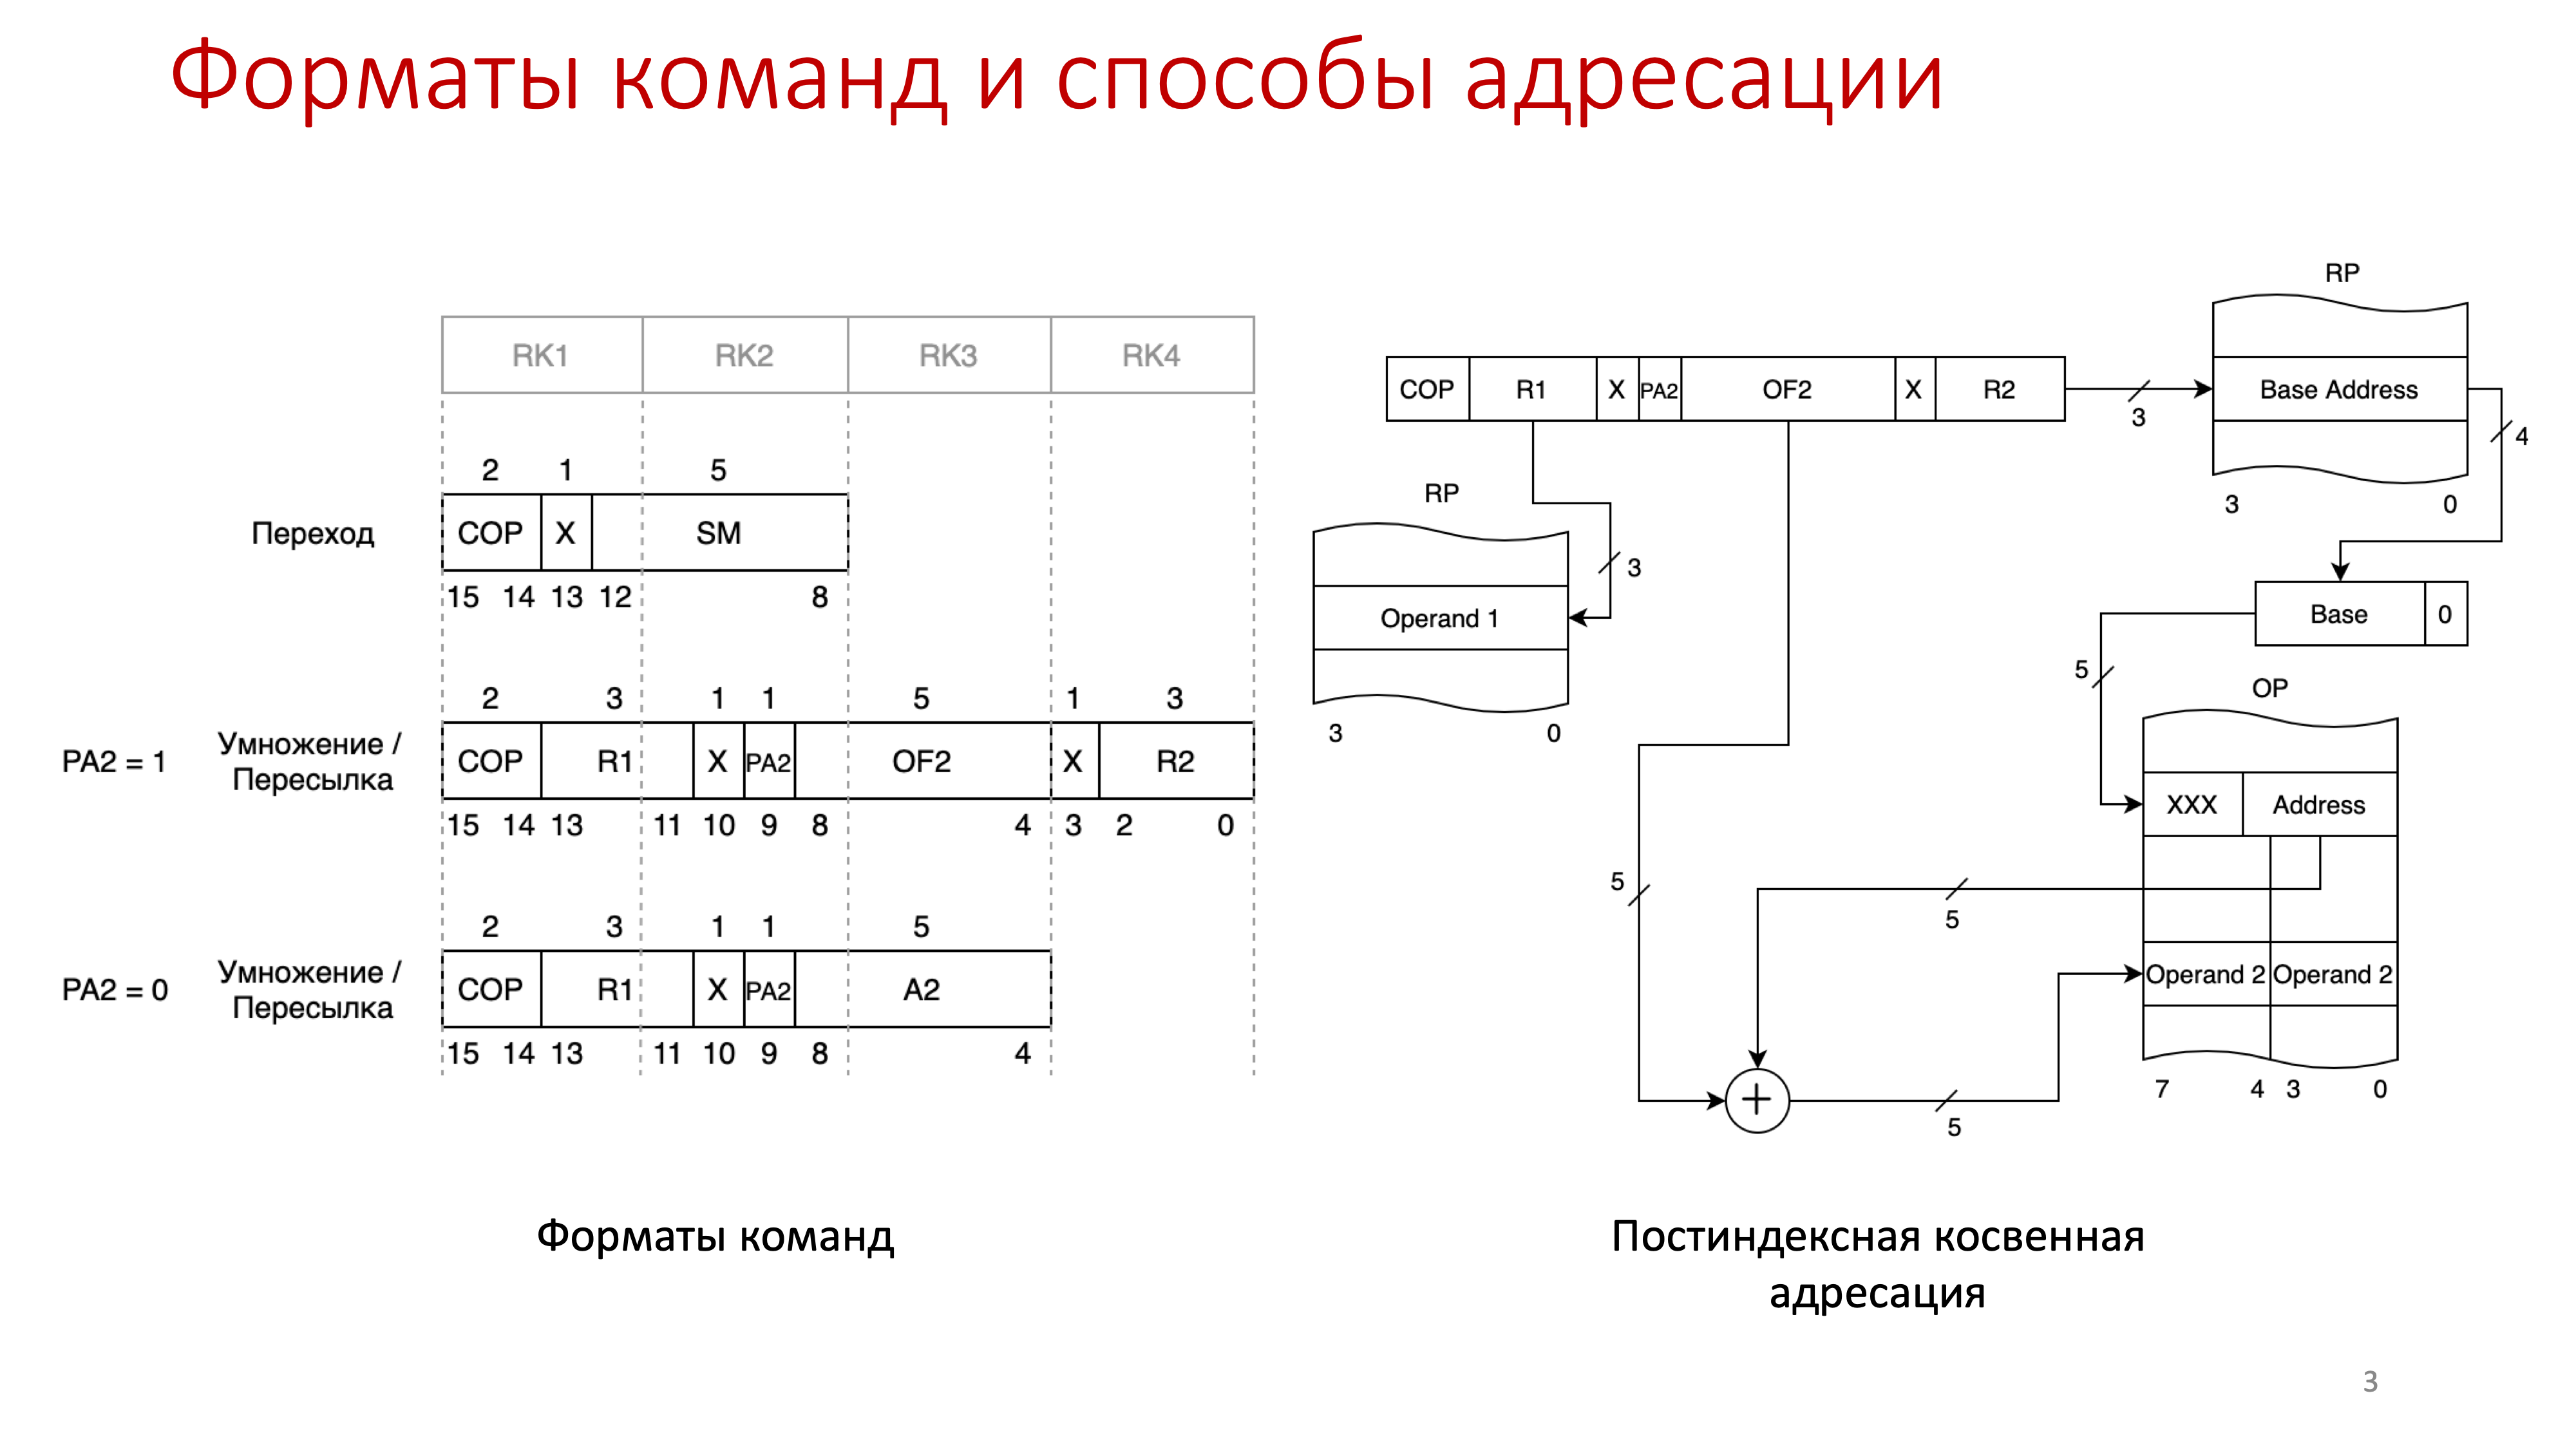 Форматы команд и способы адресации
RK1 RK2 RK3 RK4
2 1 5
Переход COP X SM
15 14 13 12 8
2 3 1 1 5 1 3
PA2 = 1 Умножение / Пересылка COP R1 X PA2 OF2 X R2
15 14 13 11 10 9 8 4 3 2 0
2 3 1 1 5
PA2 = 0 Умножение / Пересылка COP R1 X PA2 A2
15 14 13 11 10 9 8 4
Форматы команд
RP
COP R1 X PA2 OF2 X R2
3
Base Address
4
3 0
RP
3
Operand 1
3 0
Base 0
5
OP
XXX Address
5
5
Operand 2 Operand 2
7 4 3 0
+
5
Постиндексная косвенная
адресация
3